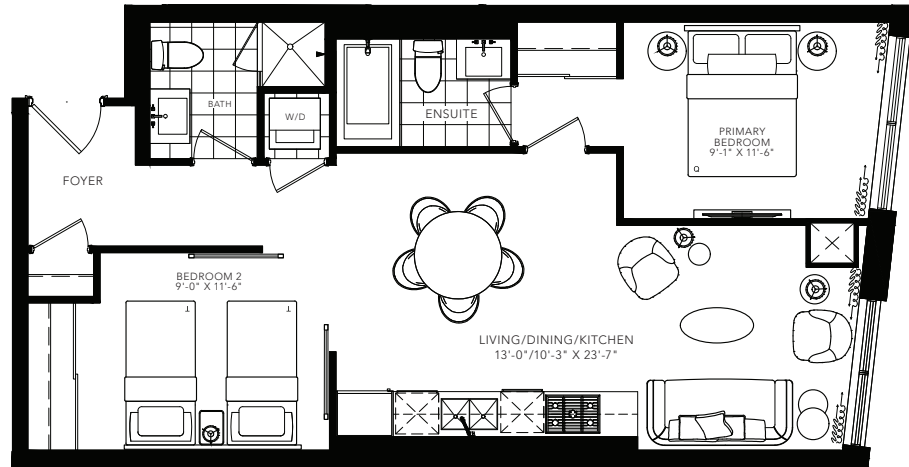 BATH
W/D
ENSUITE
PRIMARY
BEDROOM
9'-1" X 11'-6"
Q
FOYER
BEDROOM 2
9'-0" X 11'-6"
T
T
LIVING/DINING/KITCHEN
13'-0"/10'-3" X 23'-7"